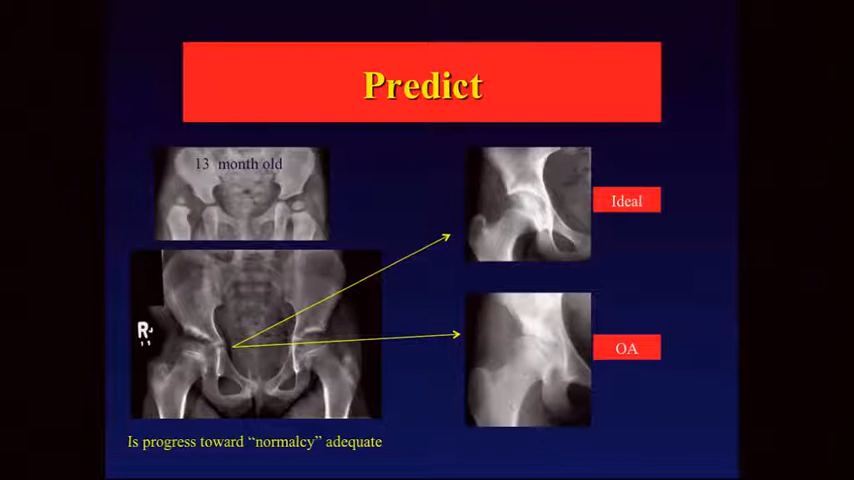 Predict
13 month old
Ideal
R
OA
Is progress toward “normalcy” adequate